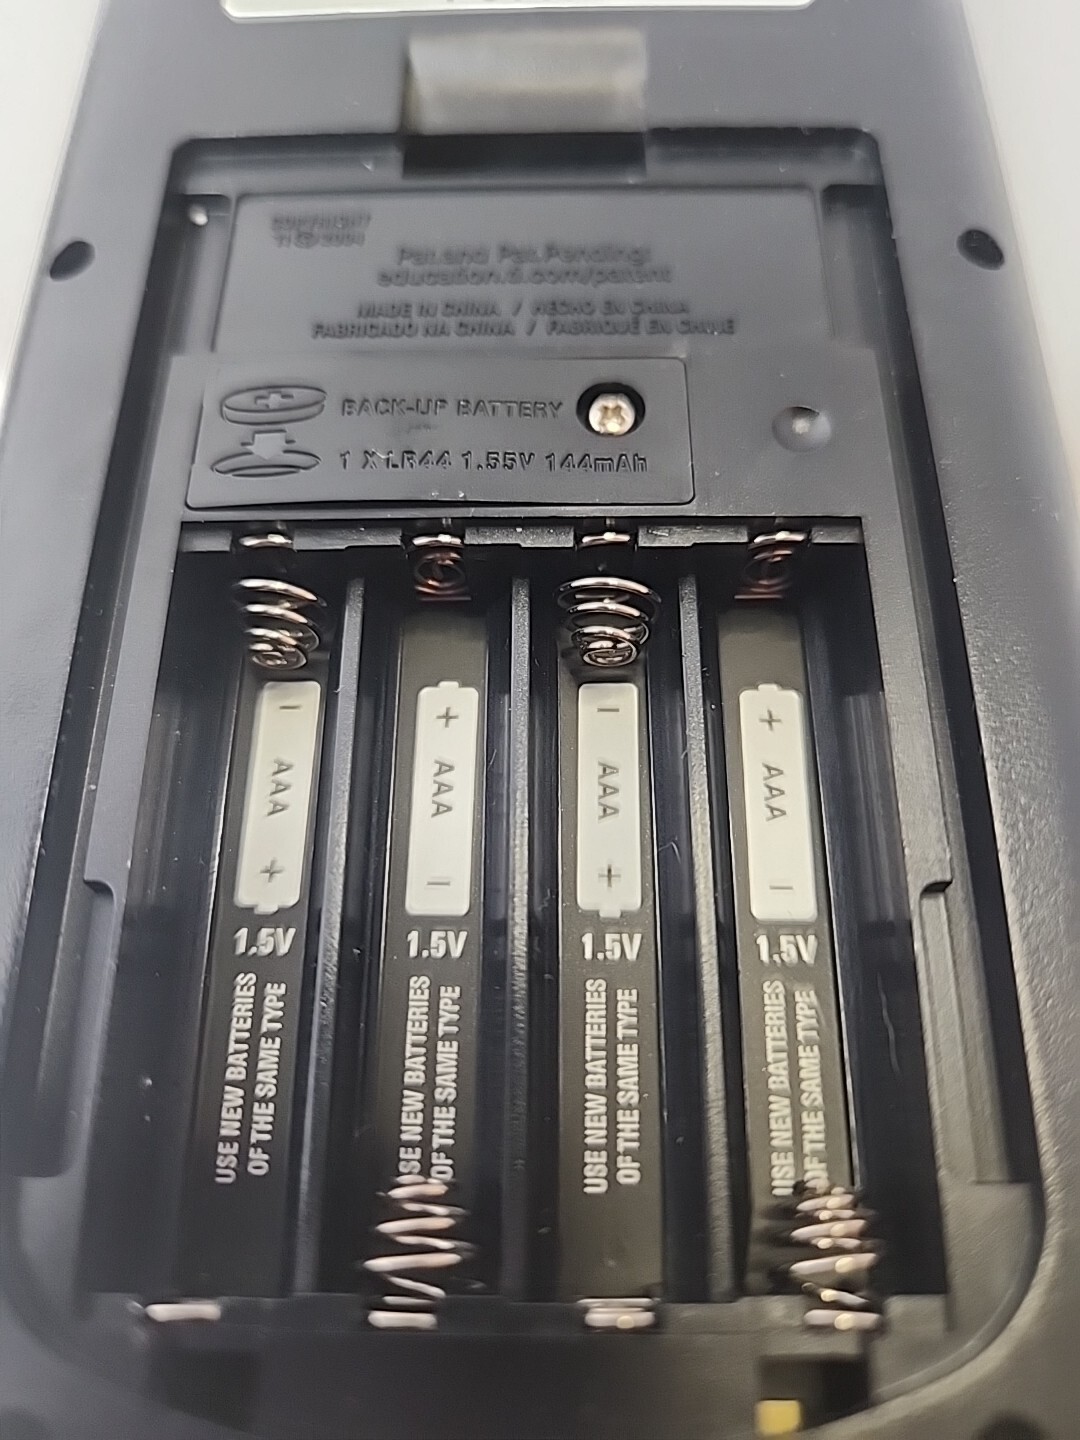 COPYRIGHT
TI © 2004
Pat. and Pat. Pending:
education.ti.com/patent
MADE IN CHINA / HECHO EN CHINA
FABRICADO NA CHINA / FABRIQUÉ EN CHINE
BACK-UP BATTERY
1 X LR44 1.55V 144mAh
- AAA +
+ AAA -
- AAA +
+ AAA -
1.5V
1.5V
1.5V
1.5V
USE NEW BATTERIES
OF THE SAME TYPE
USE NEW BATTERIES
OF THE SAME TYPE
USE NEW BATTERIES
OF THE SAME TYPE
USE NEW BATTERIES
OF THE SAME TYPE